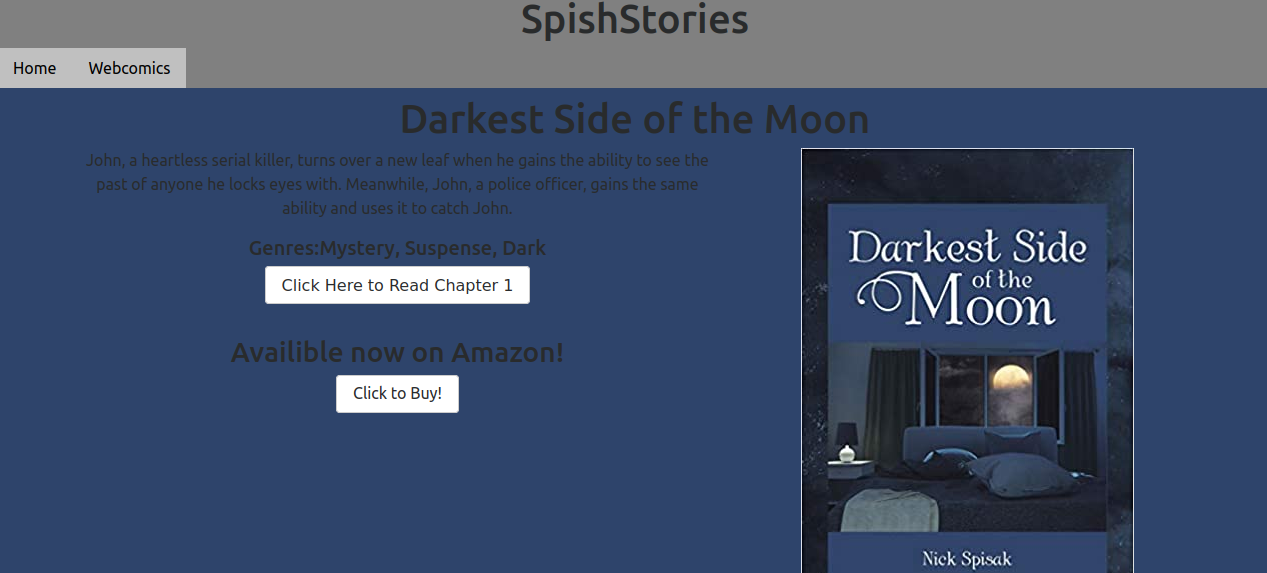 SpishStories
Home
Webcomics
Darkest Side of the Moon
John, a heartless serial killer, turns over a new leaf when he gains the ability to see the
past of anyone he locks eyes with. Meanwhile, John, a police officer, gains the same
ability and uses it to catch John.
Genres:Mystery, Suspense, Dark
Click Here to Read Chapter 1
Availible now on Amazon!
Click to Buy!
Darkest Side
of the
Moon
Nick Spisak